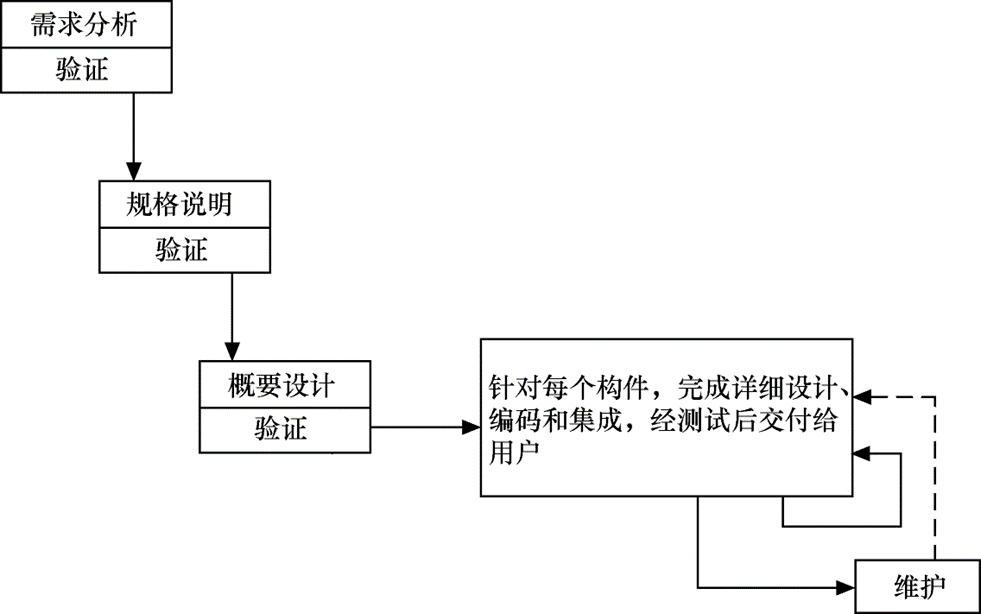 需求分析
验证
规格说明
验证
概要设计
验证
针对每个构件，完成详细设计、
编码和集成，经测试后交付给
用户
维护